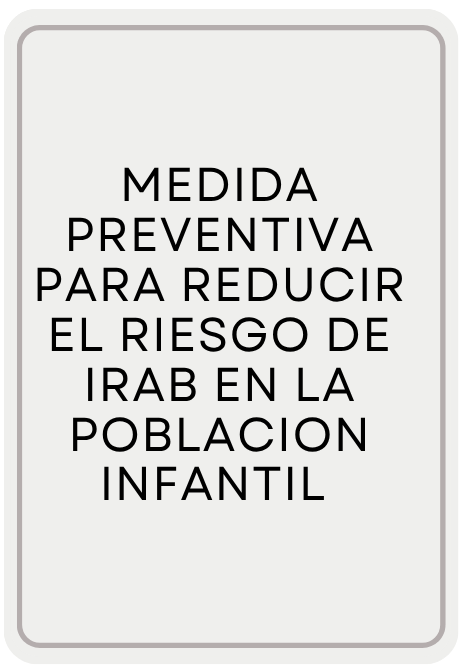 MEDIDA
PREVENTIVA
PARA REDUCIR
EL RIESGO DE
IRAB EN LA
POBLACION
INFANTIL